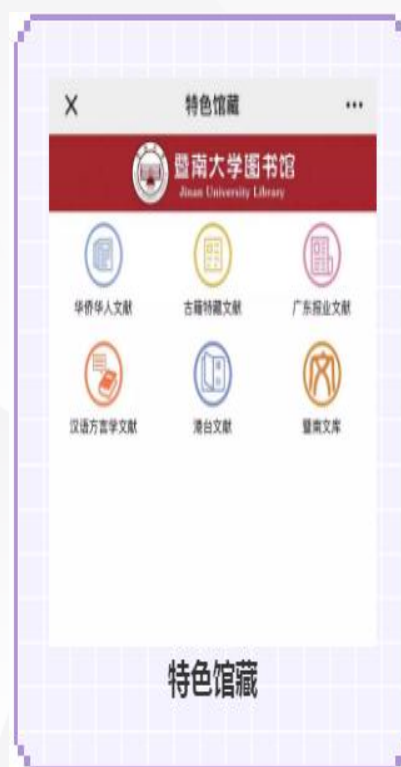 特色馆藏
暨南大学图书馆
Jinan University Library
华侨华人文献 古籍特藏文献 广东报业文献
汉语方言学文献 港台文献 暨南文库
特色馆藏